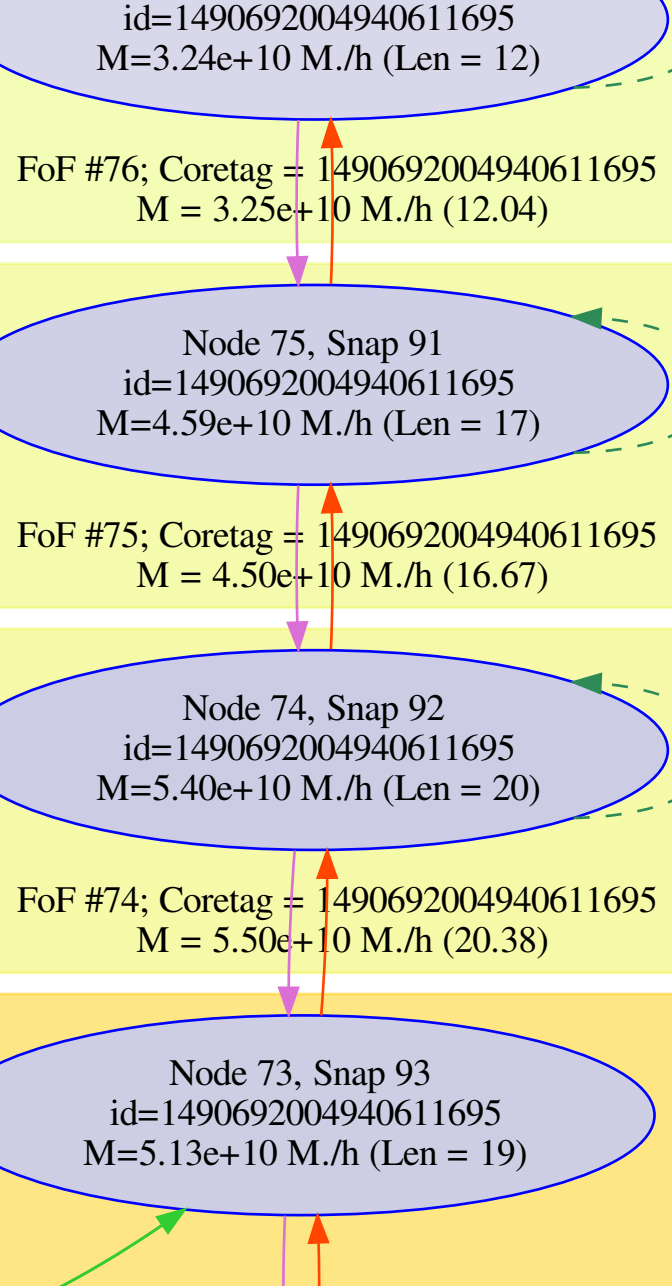 id=1490692004940611695
M=3.24e+10 M./h (Len = 12)
FoF #76; Coretag = 1490692004940611695
M = 3.25e+10 M./h (12.04)
Node 75, Snap 91
id=1490692004940611695
M=4.59e+10 M./h (Len = 17)
FoF #75; Coretag = 1490692004940611695
M = 4.50e+10 M./h (16.67)
Node 74, Snap 92
id=1490692004940611695
M=5.40e+10 M./h (Len = 20)
FoF #74; Coretag = 1490692004940611695
M = 5.50e+10 M./h (20.38)
Node 73, Snap 93
id=1490692004940611695
M=5.13e+10 M./h (Len = 19)